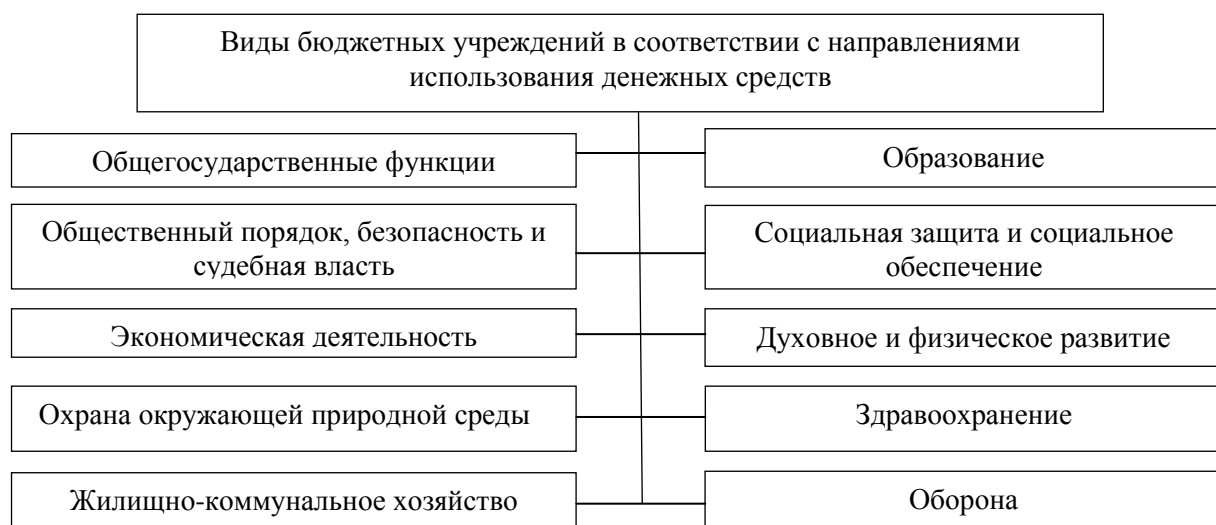 Виды бюджетных учреждений в соответствии с направлениями
использования денежных средств
Общегосударственные функции
Образование
Общественный порядок, безопасность и
судебная власть
Социальная защита и социальное
обеспечение
Экономическая деятельность
Духовное и физическое развитие
Охрана окружающей природной среды
Здравоохранение
Жилищно-коммунальное хозяйство
Оборона